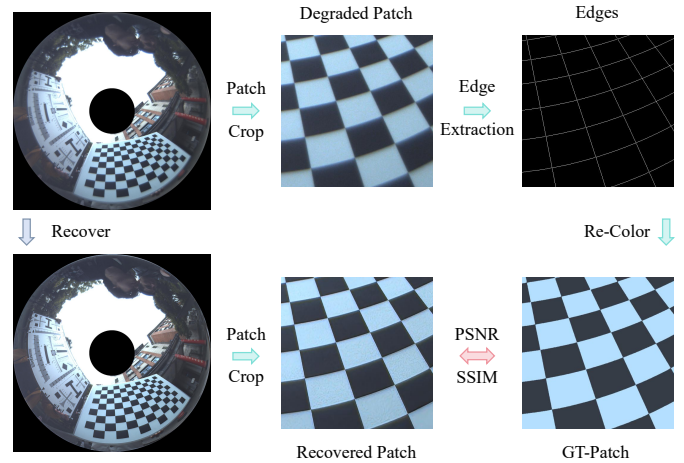 Degraded Patch
Edges
Patch
Crop
Edge
Extraction
Recover
Re-Color
Patch
Crop
PSNR
SSIM
Recovered Patch
GT-Patch